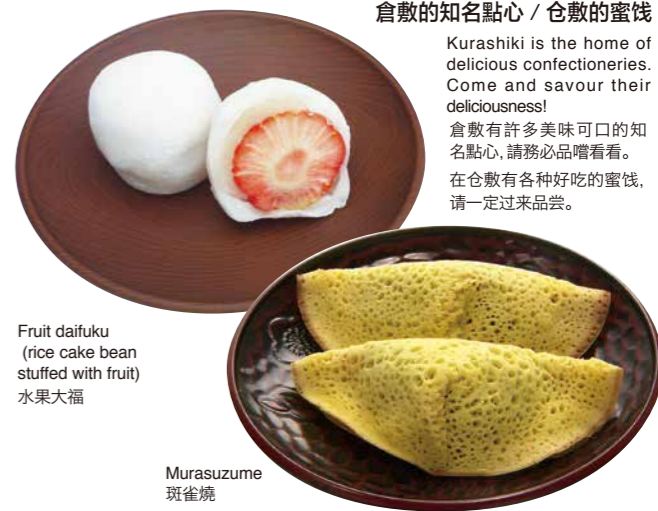 倉敷的知名點心 / 仓敷的蜜饯
Kurashiki is the home of
delicious confectioneries.
Come and savour their
deliciousness!
倉敷有許多美味可口的知
名點心,請務必品嚐看看。
在仓敷有各种好吃的蜜饯,
请一定过来品尝。
Fruit daifuku
(rice cake bean
stuffed with fruit)
水果大福
Murasuzume
斑雀燒